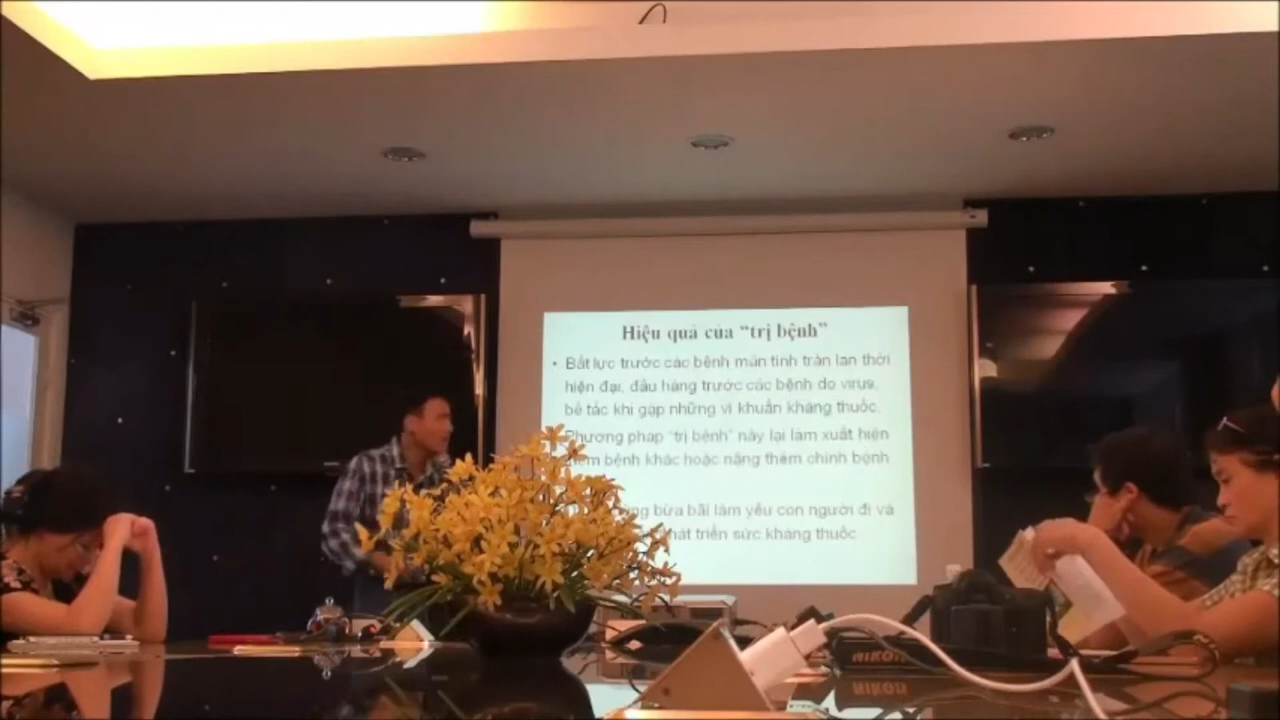 Hiệu quả của “trị bệnh”
• Bất lực trước các bệnh mãn tính tràn lan thời
hiện đại, đầu hàng trước các bệnh do virus,
bế tắc khi gặp những vi khuẩn kháng thuốc.
Phương pháp “trị bệnh” này lại làm xuất hiện
thêm bệnh khác hoặc nặng thêm chính bệnh
bừa bãi làm yếu con người đi và
phát triển sức kháng thuốc
NIKON